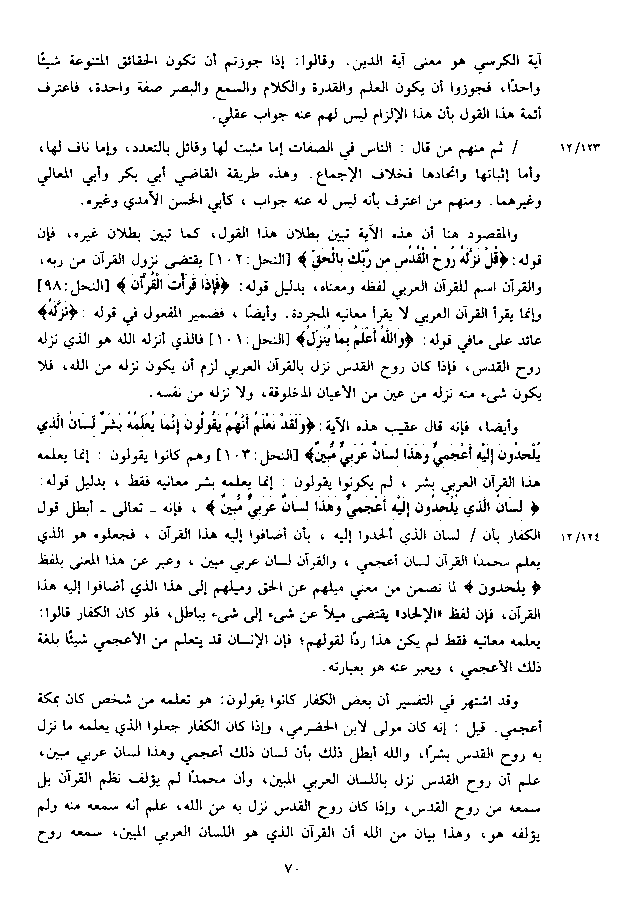 آية الكرسي هو معنى آية الدين. وقالوا: إذا جوزتم أن تكون الحقائق المتنوعة شيئًا
واحدًا، فجوزوا أن يكون العلم والقدرة والكلام والسمع والبصر صفة واحدة، فاعترف
أئمة هذا القول بأن هذا الإلزام ليس لهم عنه جواب عقلي.
١٢/١٢٣ / ثم منهم من قال : الناس في الصفات إما مثبت لها وقائل بالتعدد، وإما ناف لها،
وأما إثباتها واتحادها فخلاف الإجماع. وهذه طريقة القاضي أبي بكر وأبي المعالي
وغيرهما. ومنهم من اعترف بأنه ليس له عنه جواب ، كأبي الحسن الآمدي وغيره.
والمقصود هنا أن هذه الآية تبين بطلان هذا القول، كما تبين بطلان غيره، فإن
قوله: ﴿قُلْ نَزَّلَهُ رُوحُ الْقُدُسِ مِن رَّبِّكَ بِالْحَقِّ ﴾ [النحل: ١٠٢] يقتضى نزول القرآن من ربه،
والقرآن اسم للقرآن العربي لفظه ومعناه، بدليل قوله: ﴿فَإِذَا قَرَأْتَ الْقُرْآنَ ﴾ [النحل: ٩٨]
وإنما يقرأ القرآن العربي لا يقرأ معانيه المجردة. وأيضًا ، فضمير المفعول في قوله : ﴿نَزَّلَهُ﴾
عائد على مافي قوله: ﴿وَاللَّهُ أَعْلَمُ بِمَا يُنَزِّلُ﴾ [النحل: ١٠١] فالذي أنزله الله هو الذي نزله
روح القدس، فإذا كان روح القدس نزل بالقرآن العربي لزم أن يكون نزله من الله، فلا
يكون شىء منه نزله من عين من الأعيان المخلوقة، ولا نزله من نفسه.
وأيضا، فإنه قال عقيب هذه الآية: ﴿وَلَقَدْ نَعْلَمُ أَنَّهُمْ يَقُولُونَ إِنَّمَا يُعَلِّمُهُ بَشَرٌ لِّسَانُ الَّذِي
يُلْحِدُونَ إِلَيْهِ أَعْجَمِيٌّ وَهَٰذَا لِسَانٌ عَرَبِيٌّ مُّبِينٌ﴾ [النحل: ١٠٣] وهم كانوا يقولون : إنما يعلمه
هذا القرآن العربي بشر ، لم يكونوا يقولون : إنما يعلمه بشر معانيه فقط ، بدليل قوله:
﴿ لِسَانُ الَّذِي يُلْحِدُونَ إِلَيْهِ أَعْجَمِيٌّ وَهَٰذَا لِسَانٌ عَرَبِيٌّ مُّبِينٌ ﴾ ، فإنه ـ تعالى ـ أبطل قول
١٢/١٢٤ الكفار بأن / لسان الذي ألحدوا إليه ، بأن أضافوا إليه هذا القرآن ، فجعلوه هو الذي
يعلم محمدًا القرآن لسان أعجمي ، والقرآن لسان عربي مبين ، وعبر عن هذا المعنى بلفظ
﴿ يلحدون ﴾ لما تضمن من معني ميلهم عن الحق وميلهم إلى هذا الذي أضافوا إليه هذا
القرآن، فإن لفظ «الإلحاد» يقتضى ميلاً عن شىء إلى شىء بباطل، فلو كان الكفار قالوا:
يعلمه معانيه فقط لم يكن هذا ردًا لقولهم؛ فإن الإنسان قد يتعلم من الأعجمي شيئًا بلغة
ذلك الأعجمي ، ويعبر عنه هو بعبارته.
وقد اشتهر في التفسير أن بعض الكفار كانوا يقولون: هو تعلمه من شخص كان بمكة
أعجمي. قيل : إنه كان مولى لابن الحضرمي، وإذا كان الكفار جعلوا الذي يعلمه ما نزل
به روح القدس بشرًا، والله أبطل ذلك بأن لسان ذلك أعجمي وهذا لسان عربي مبين،
علم أن روح القدس نزل باللسان العربي المبين، وأن محمدًا لم يؤلف نظم القرآن بل
سمعه من روح القدس، وإذا كان روح القدس نزل به من الله، علم أنه سمعه منه ولم
يؤلفه هو، وهذا بيان من الله أن القرآن الذي هو اللسان العربي المبين، سمعه روح
٧٠